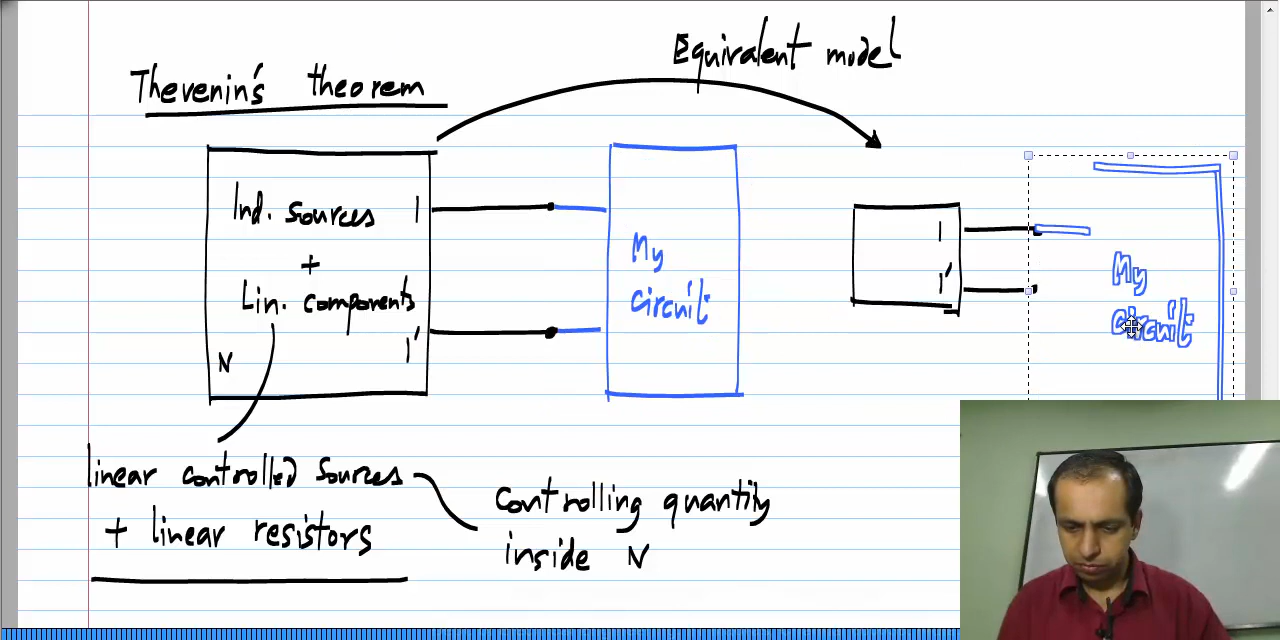 Equivalent model
Thevenin's theorem
Ind. sources 1
+
Lin. components
N 1'
My
circuit
1
1'
My
circuit
linear controlled sources
+ linear resistors
Controlling quantity
inside N